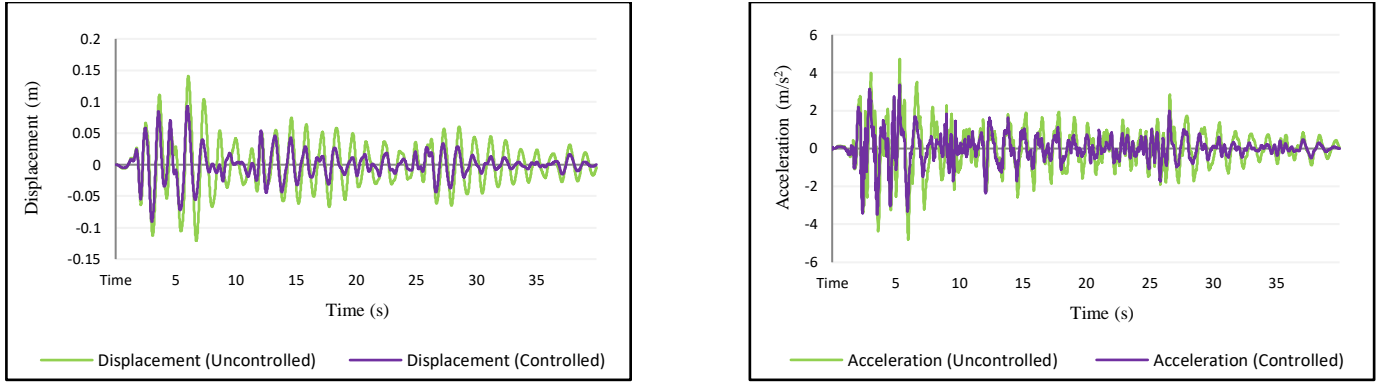 0.2
0.15
0.1
0.05
0
-0.05
-0.1
-0.15
Displacement (m)
Time 5 10 15 20 25 30 35
Time (s)
Displacement (Uncontrolled) Displacement (Controlled)
6
4
2
0
-2
-4
-6
Acceleration (m/s²)
Time 5 10 15 20 25 30 35
Time (s)
Acceleration (Uncontrolled) Acceleration (Controlled)